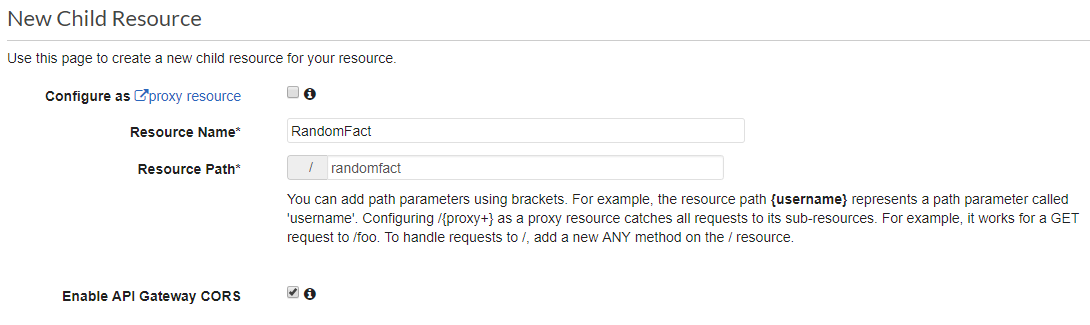 New Child Resource
Use this page to create a new child resource for your resource.
Configure as proxy resource
Resource Name*
RandomFact
Resource Path*
/ randomfact
You can add path parameters using brackets. For example, the resource path {username} represents a path parameter called
'username'. Configuring /{proxy+} as a proxy resource catches all requests to its sub-resources. For example, it works for a GET
request to /foo. To handle requests to /, add a new ANY method on the / resource.
Enable API Gateway CORS